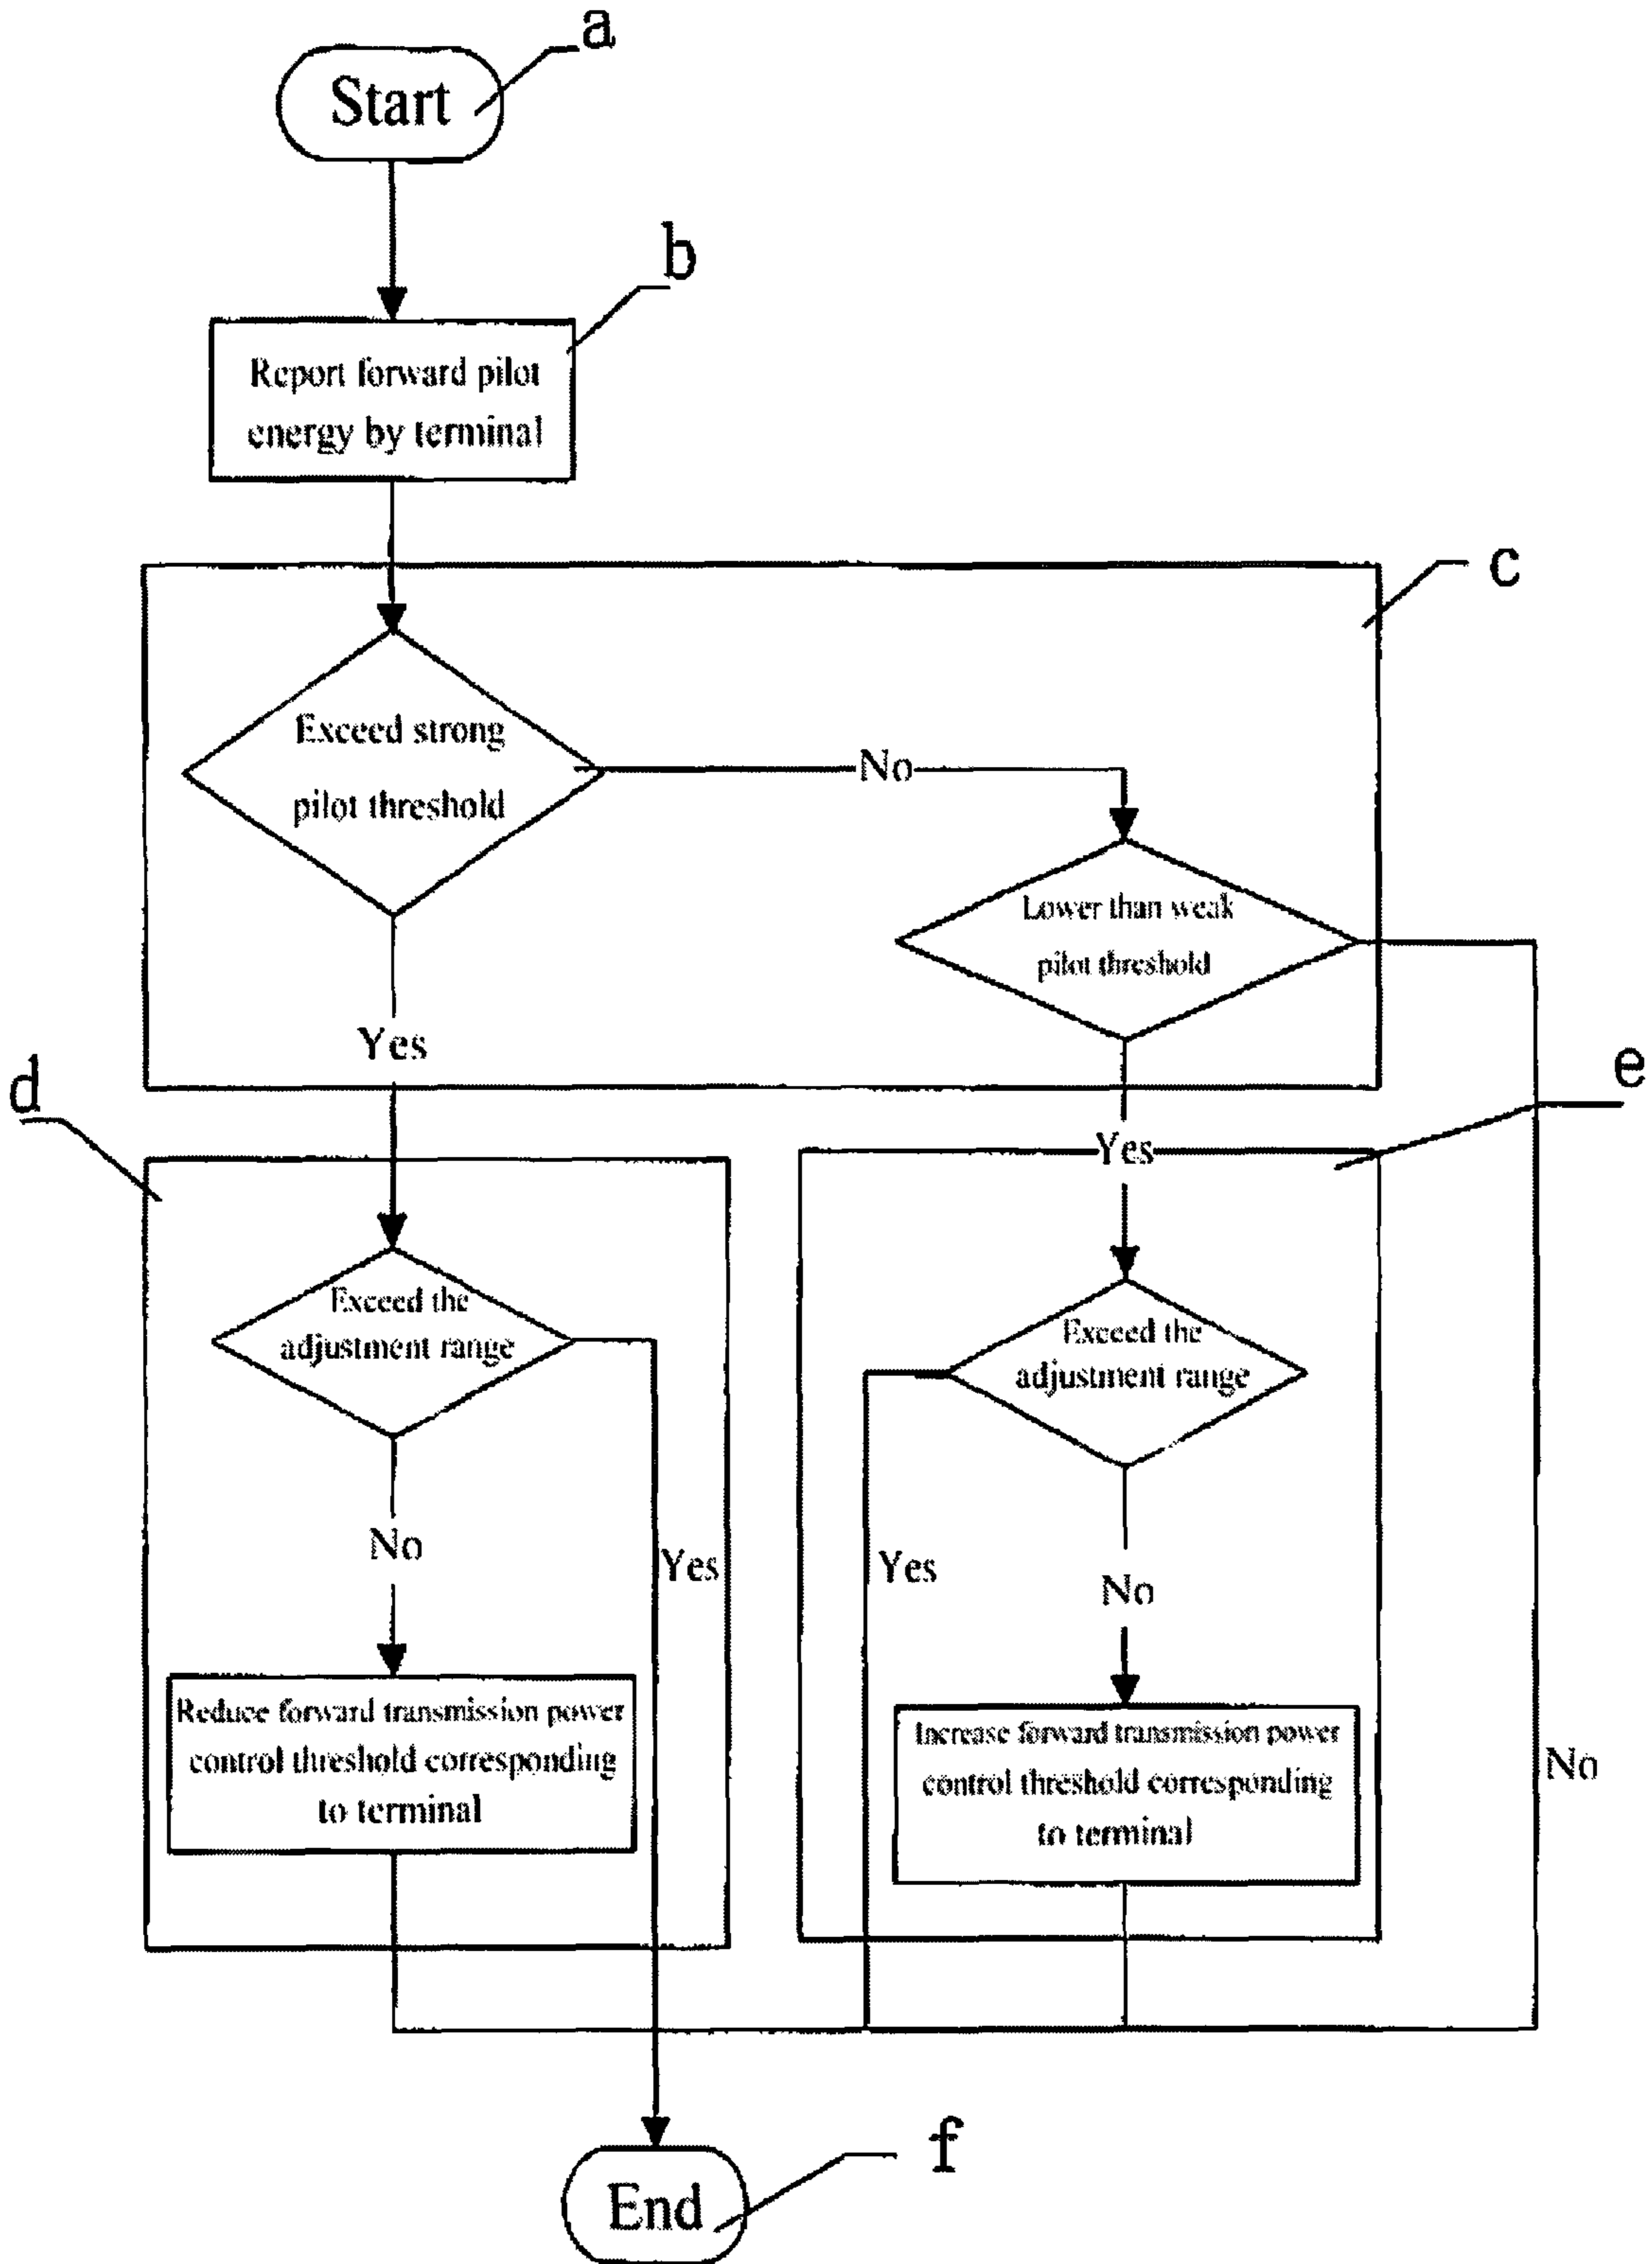 a
Start
b
Report forward pilot
energy by terminal
c
Exceed strong
pilot threshold
No
Lower than weak
pilot threshold
Yes
d
e
Yes
Exceed the
adjustment range
Exceed the
adjustment range
No
Yes
Yes
No
Reduce forward transmission power
control threshold corresponding
to terminal
Increase forward transmission power
control threshold corresponding
to terminal
No
f
End